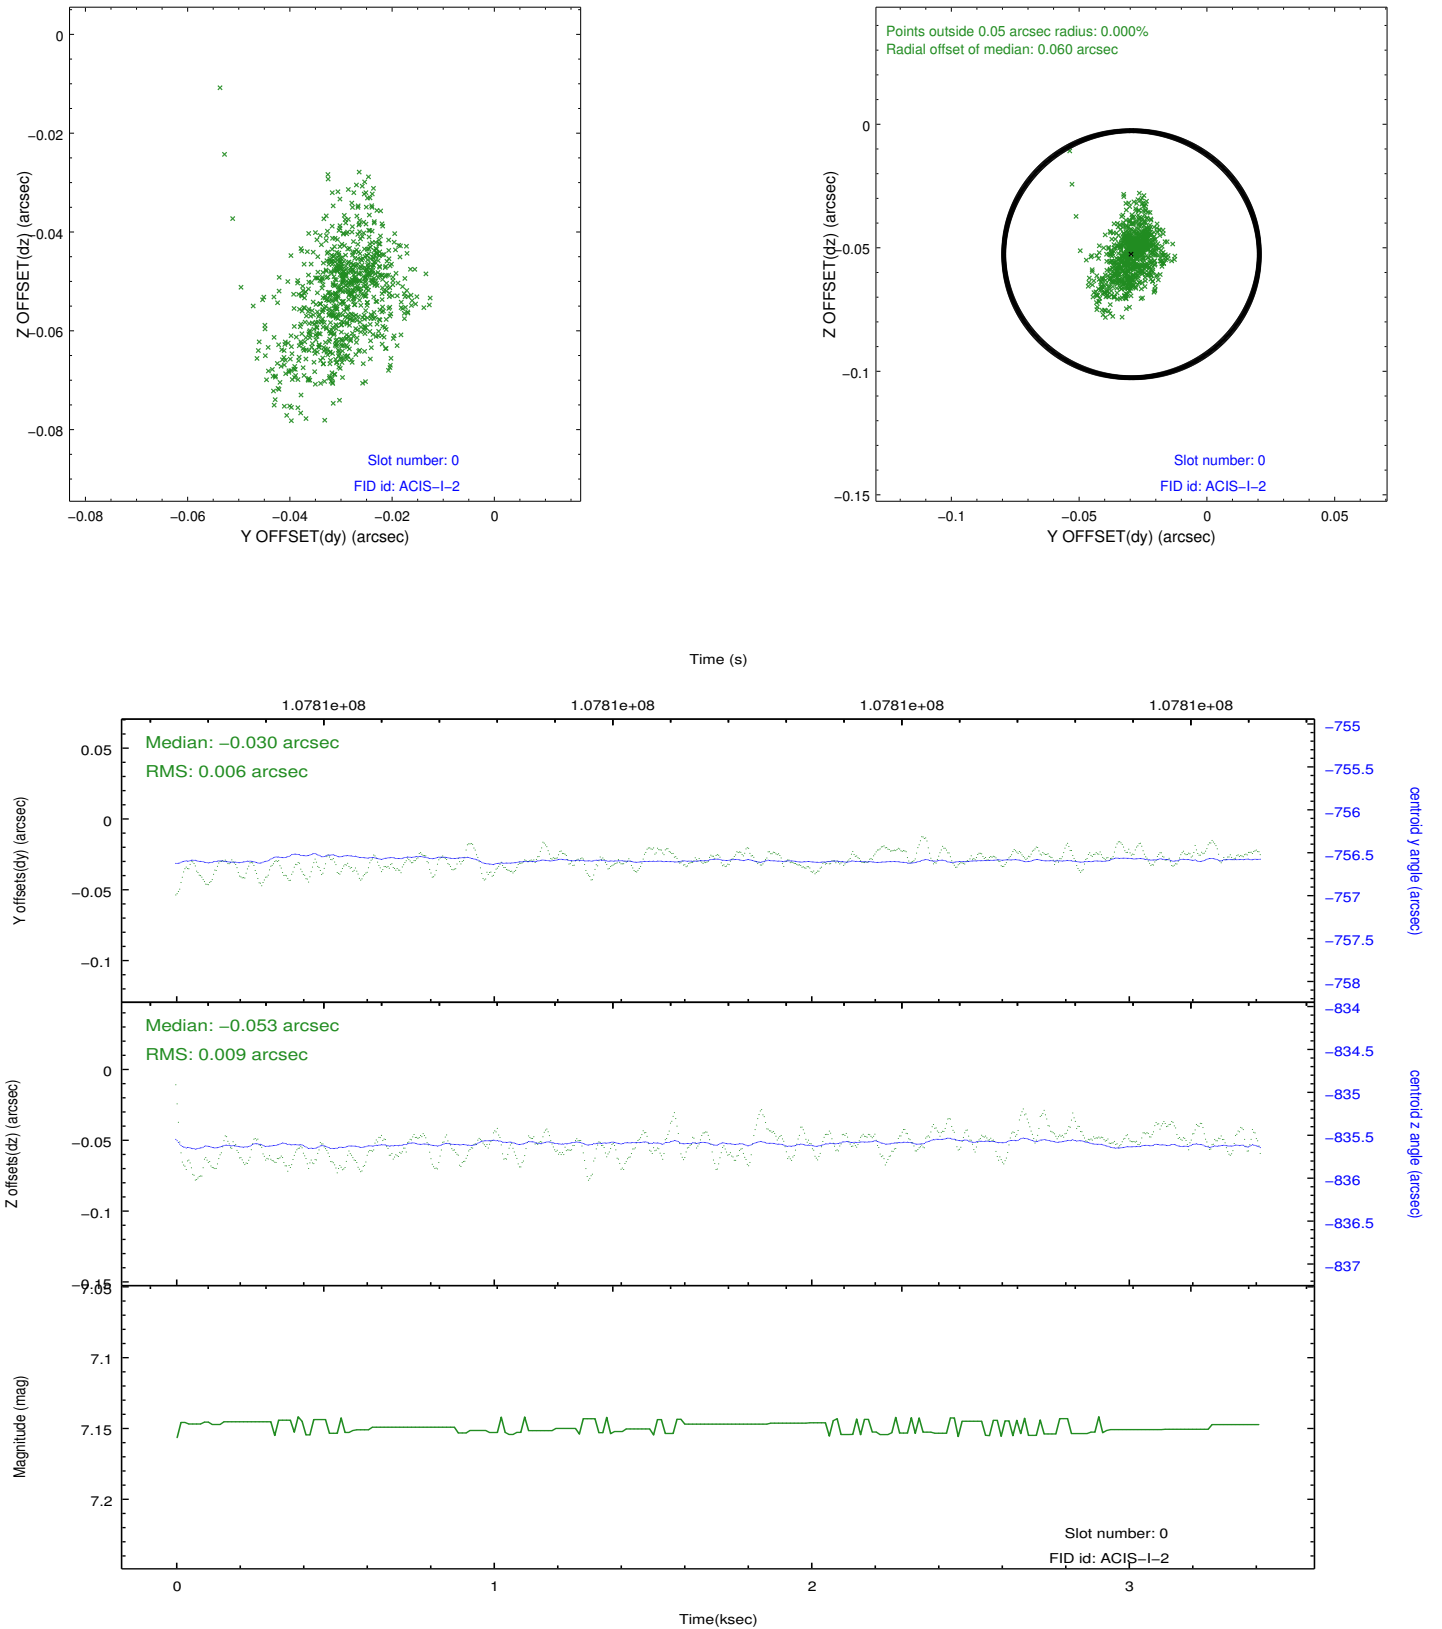 0
−0.02
−0.04
−0.06
−0.08
Z OFFSET(dz) (arcsec)
Slot number: 0
FID id: ACIS−I−2
−0.08 −0.06 −0.04 −0.02 0
Y OFFSET(dy) (arcsec)
Points outside 0.05 arcsec radius: 0.000%
Radial offset of median: 0.060 arcsec
0
−0.05
−0.1
−0.15
Z OFFSET(dz) (arcsec)
Slot number: 0
FID id: ACIS−I−2
−0.1 −0.05 0 0.05
Y OFFSET(dy) (arcsec)
Time (s)
1.0781e+08 1.0781e+08 1.0781e+08 1.0781e+08
Median: −0.030 arcsec
RMS: 0.006 arcsec
0.05
0
−0.05
−0.1
Y offsets(dy) (arcsec)
−755
−755.5
−756
−756.5
−757
−757.5
−758
centroid y angle (arcsec)
Median: −0.053 arcsec
RMS: 0.009 arcsec
0
−0.05
−0.1
−0.15
Z offsets(dz) (arcsec)
−834
−834.5
−835
−835.5
−836
−836.5
−837
centroid z angle (arcsec)
7.05
7.1
7.15
7.2
Magnitude (mag)
Slot number: 0
FID id: ACIS−I−2
0 1 2 3
Time(ksec)